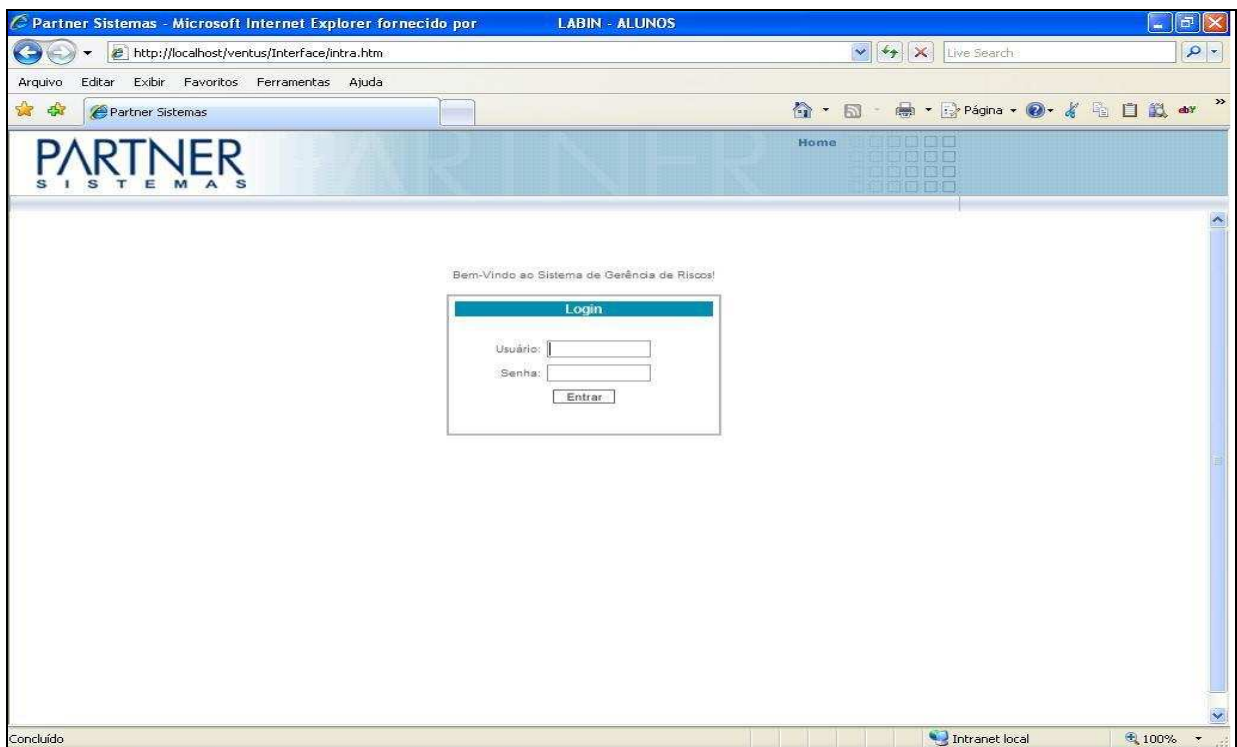 Partner Sistemas - Microsoft Internet Explorer fornecido por LABIN - ALUNOS
http://localhost/ventus/Interface/intra.htm
Live Search
Arquivo Editar Exibir Favoritos Ferramentas Ajuda
Partner Sistemas
Página
PARTNER
SISTEMAS
PARTNER
Home
Bem-Vindo ao Sistema de Gerência de Riscos!
Login
Usuário:
Senha:
Entrar
Concluído
Intranet local
100%